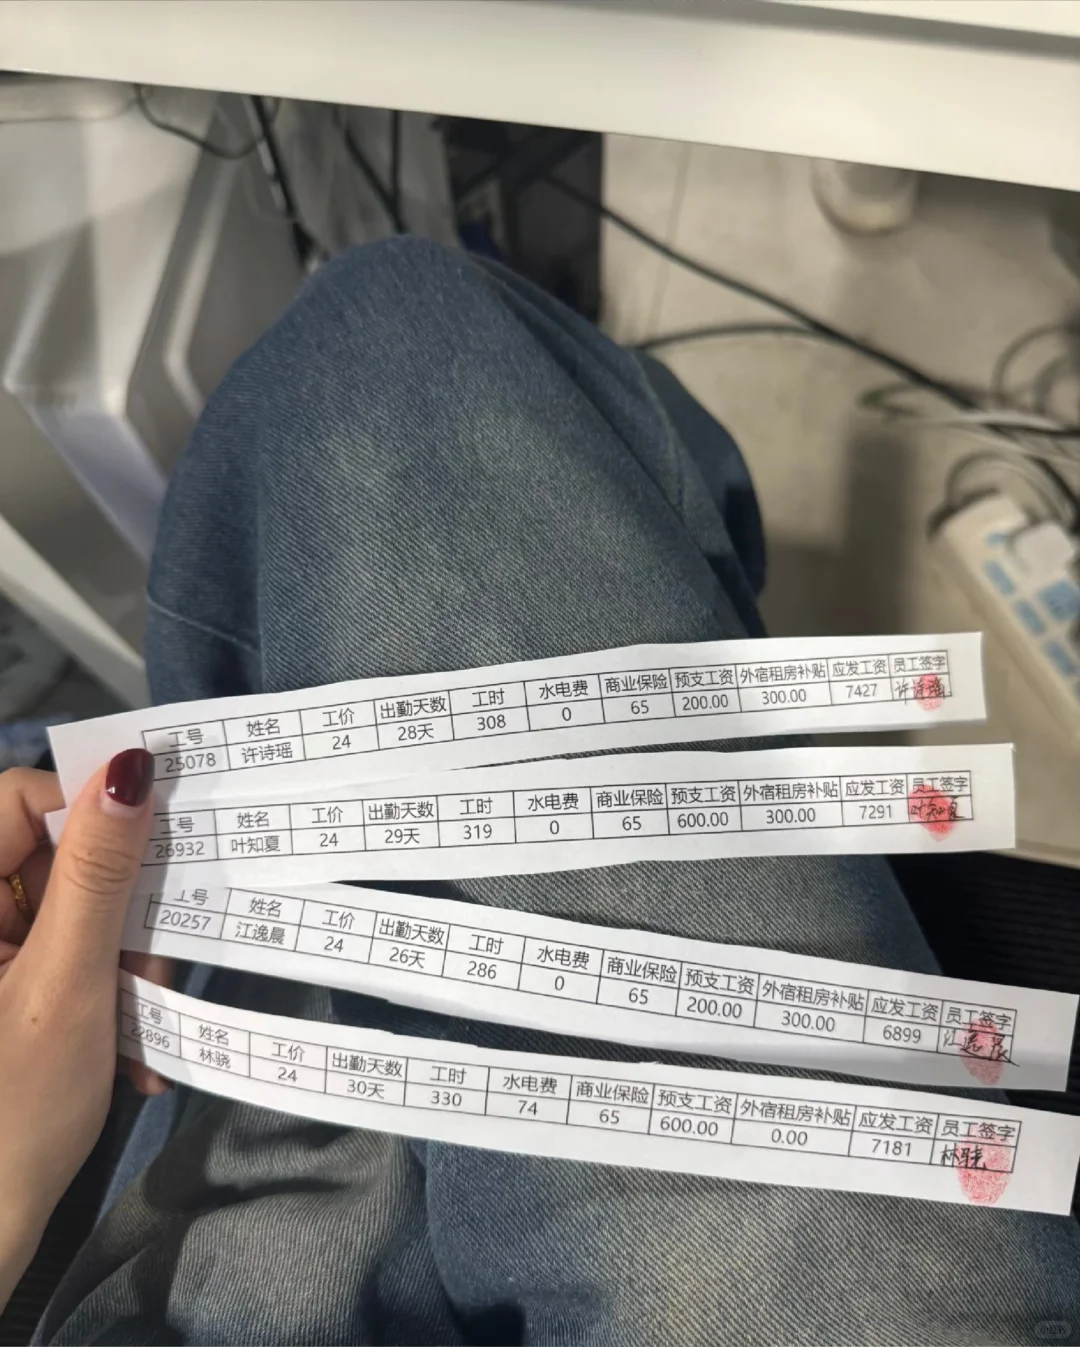 工号 姓名 工价 出勤天数 工时 水电费 商业保险 预支工资 外宿租房补贴 应发工资 员工签字
25078 许诗瑶 24 28天 308 0 65 200.00 300.00 7427 许诗瑶
工号 姓名 工价 出勤天数 工时 水电费 商业保险 预支工资 外宿租房补贴 应发工资 员工签字
26932 叶知夏 24 29天 319 0 65 600.00 300.00 7291 叶知夏
工号 姓名 工价 出勤天数 工时 水电费 商业保险 预支工资 外宿租房补贴 应发工资 员工签字
20257 江逸晨 24 26天 286 0 65 200.00 300.00 6899 江逸晨
工号 姓名 工价 出勤天数 工时 水电费 商业保险 预支工资 外宿租房补贴 应发工资 员工签字
22896 林骁 24 30天 330 74 65 600.00 0.00 7181 林骁